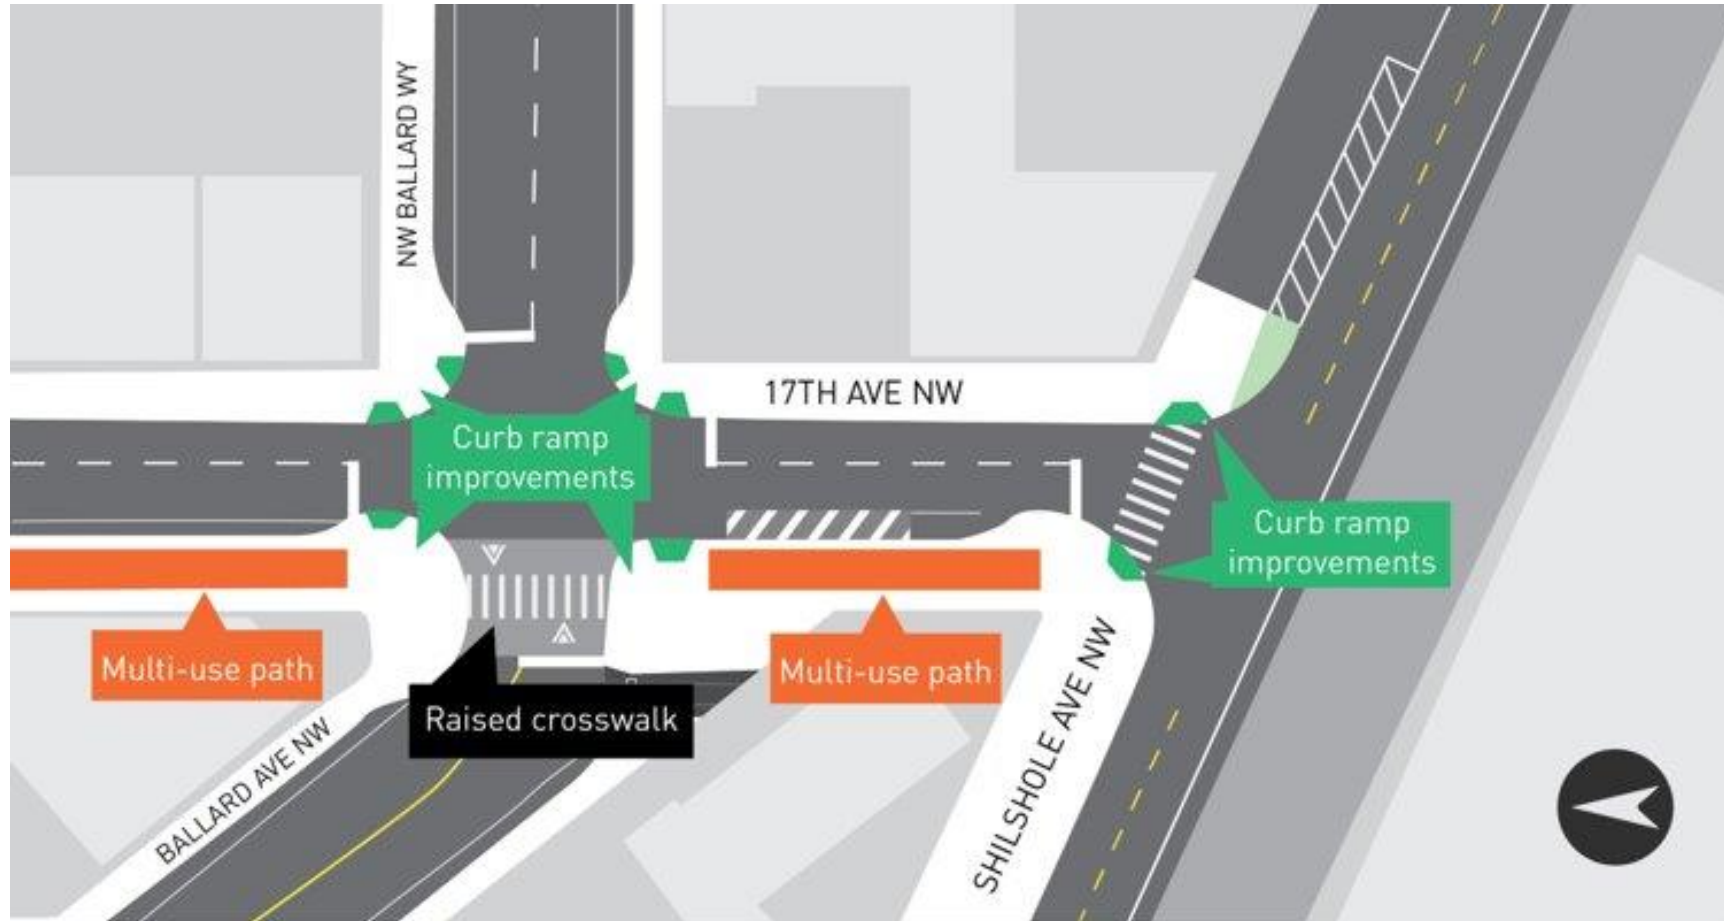 NW BALLARD WY
17TH AVE NW
Curb ramp
improvements
Curb ramp
improvements
Multi-use path
Multi-use path
Raised crosswalk
BALLARD AVE NW
SHILSHOLE AVE NW